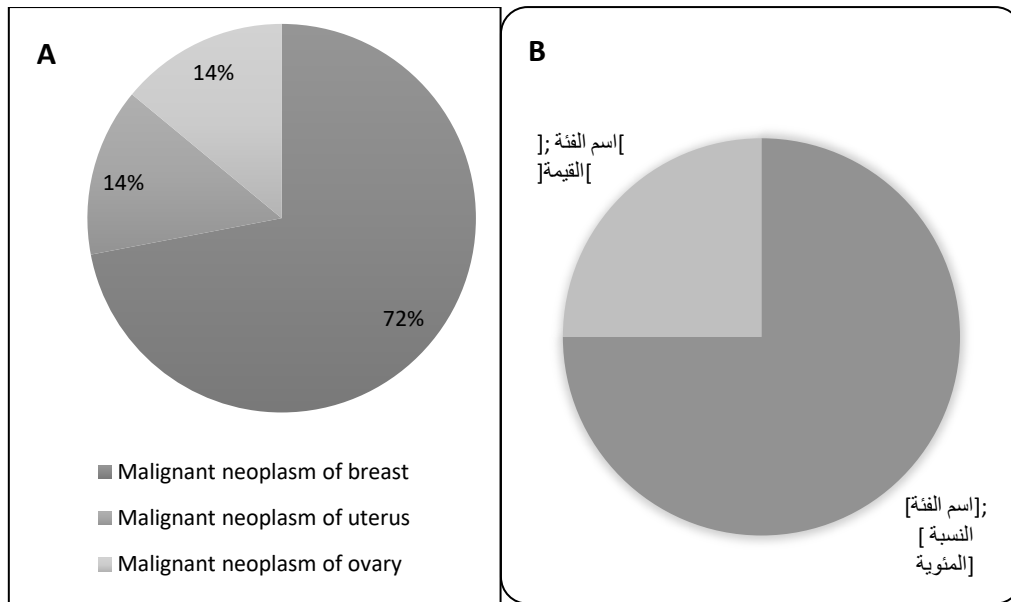 A
14%
14%
72%
Malignant neoplasm of breast
Malignant neoplasm of uterus
Malignant neoplasm of ovary
B
[اسم الفئة ;[
[القيمة[
;[اسم الفئة]
[ النسبة
المئوية]